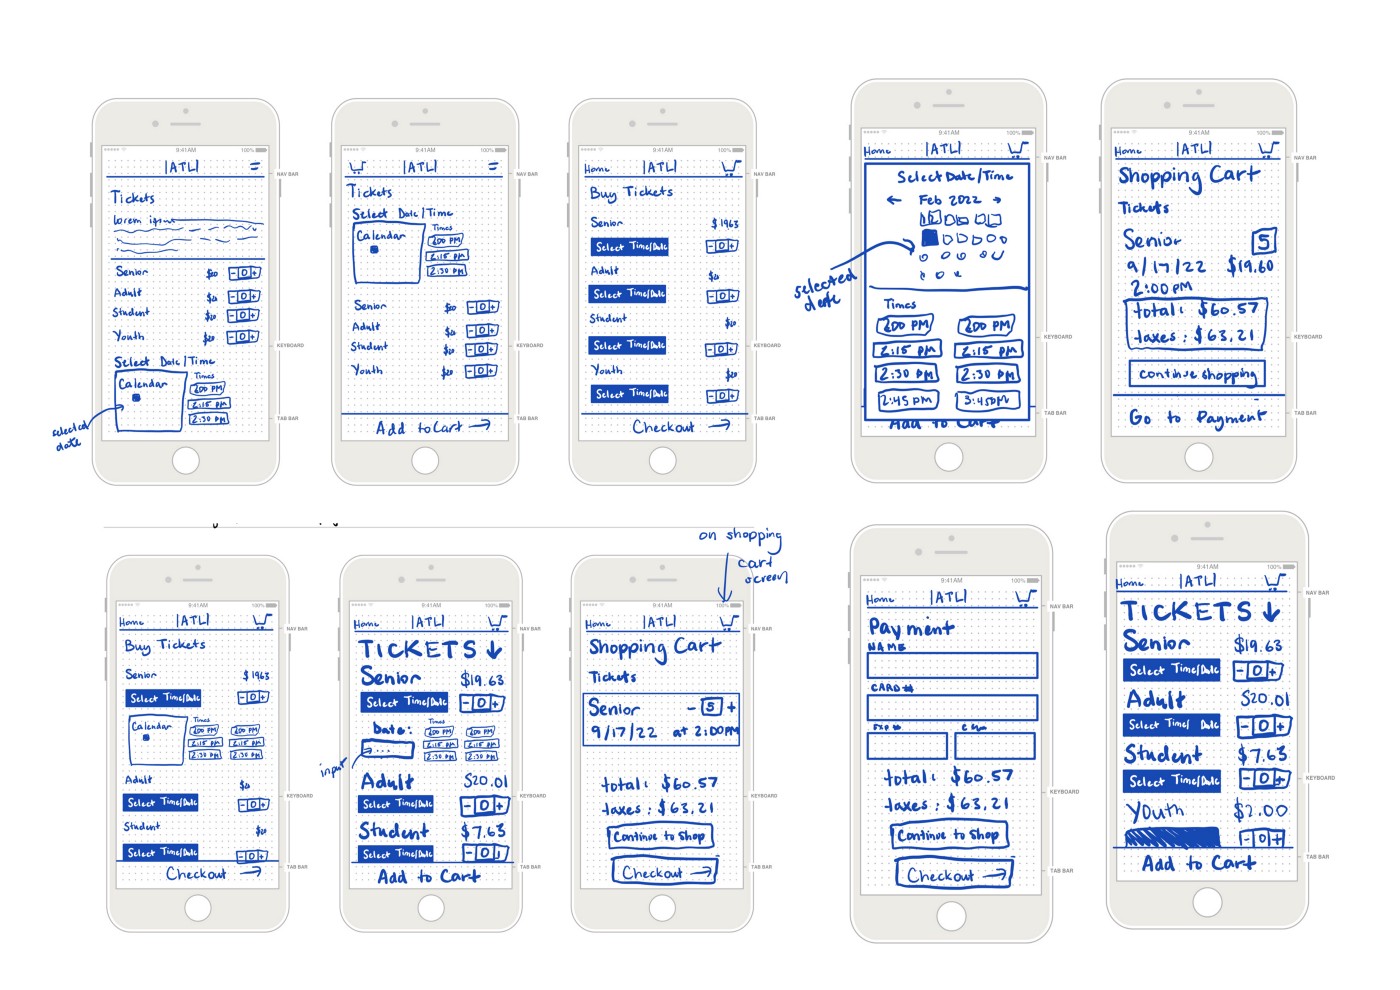 9:41AM 100%
|ATL|
NAV BAR
Tickets
lorem ipsum
Senior $20 - 0 +
Adult $20 - 0 +
Student $20 - 0 +
KEYBOARD
Youth $20 - 0 +
Select Date/Time
Calendar
Times
2:00 PM
2:15 PM
2:30 PM
TAB BAR
selected
date
9:41AM 100%
|ATL|
NAV BAR
Tickets
Select Date/Time
Calendar
Times
2:00 PM
2:15 PM
2:30 PM
Senior $20 - 0 +
Adult $20 - 0 +
KEYBOARD
Student $20 - 0 +
Youth $20 - 0 +
TAB BAR
Add to Cart →
9:41AM 100%
Home |ATL|
NAV BAR
Buy Tickets
Senior $1963
Select Time/Date - 0 +
Adult $20
Select Time/Date - 0 +
Student $20
Select Time/Date - 0 +
KEYBOARD
Youth $20
Select Time/Date - 0 +
TAB BAR
Checkout →
9:41AM 100%
Home |ATL|
NAV BAR
Select Date/Time
← Feb 2022 →
selected
date
Times
2:00 PM 2:00 PM
KEYBOARD
2:15 PM 2:15 PM
2:30 PM 2:30 PM
2:45 PM 3:45PM
TAB BAR
Add to Cart
9:41AM 100%
Home |ATL|
NAV BAR
Shopping Cart
Tickets
Senior 5
9/17/22 $19.60
2:00PM
total: $60.57
taxes: $63.21
KEYBOARD
continue shopping
TAB BAR
Go to Payment
9:41AM 100%
Home |ATL|
NAV BAR
Buy Tickets
Senior $1963
Select Time/Date - 0 +
Calendar
Times
2:00 PM 2:00 PM
2:15 PM 2:15 PM
2:30 PM 2:30 PM
Adult $20
Select Time/Date - 0 +
KEYBOARD
Student $20
Select Time/Date - 0 +
TAB BAR
Checkout →
9:41AM 100%
Home |ATL|
NAV BAR
TICKETS ↓
Senior $19.63
Select Time/Date - 0 +
Date:
...
input
Times
2:00 PM 2:00 PM
2:15 PM 2:15 PM
2:30 PM 2:30 PM
Adult $20.01
Select Time/Date - 0 +
KEYBOARD
Student $7.63
Select Time/Date - 0
TAB BAR
Add to Cart
on shopping
cart
screen
9:41AM 100%
Home |ATL|
NAV BAR
Shopping Cart
Tickets
Senior - 5 +
9/17/22 at 2:00PM
total: $60.57
KEYBOARD
taxes: $63.21
Continue to Shop
TAB BAR
Checkout →
9:41AM 100%
Home |ATL|
NAV BAR
Payment
NAME
CARD #
total: $60.57
KEYBOARD
taxes: $63.21
Continue to Shop
TAB BAR
Checkout →
9:41AM 100%
Home |ATL|
NAV BAR
TICKETS ↓
Senior $19.63
Select Time/Date - 0 +
Adult $20.01
Select Time/ Date - 0 +
Student $7.63
Select Time/Date - 0 +
KEYBOARD
YOuth $2.00
- 0 +
TAB BAR
Add to Cart